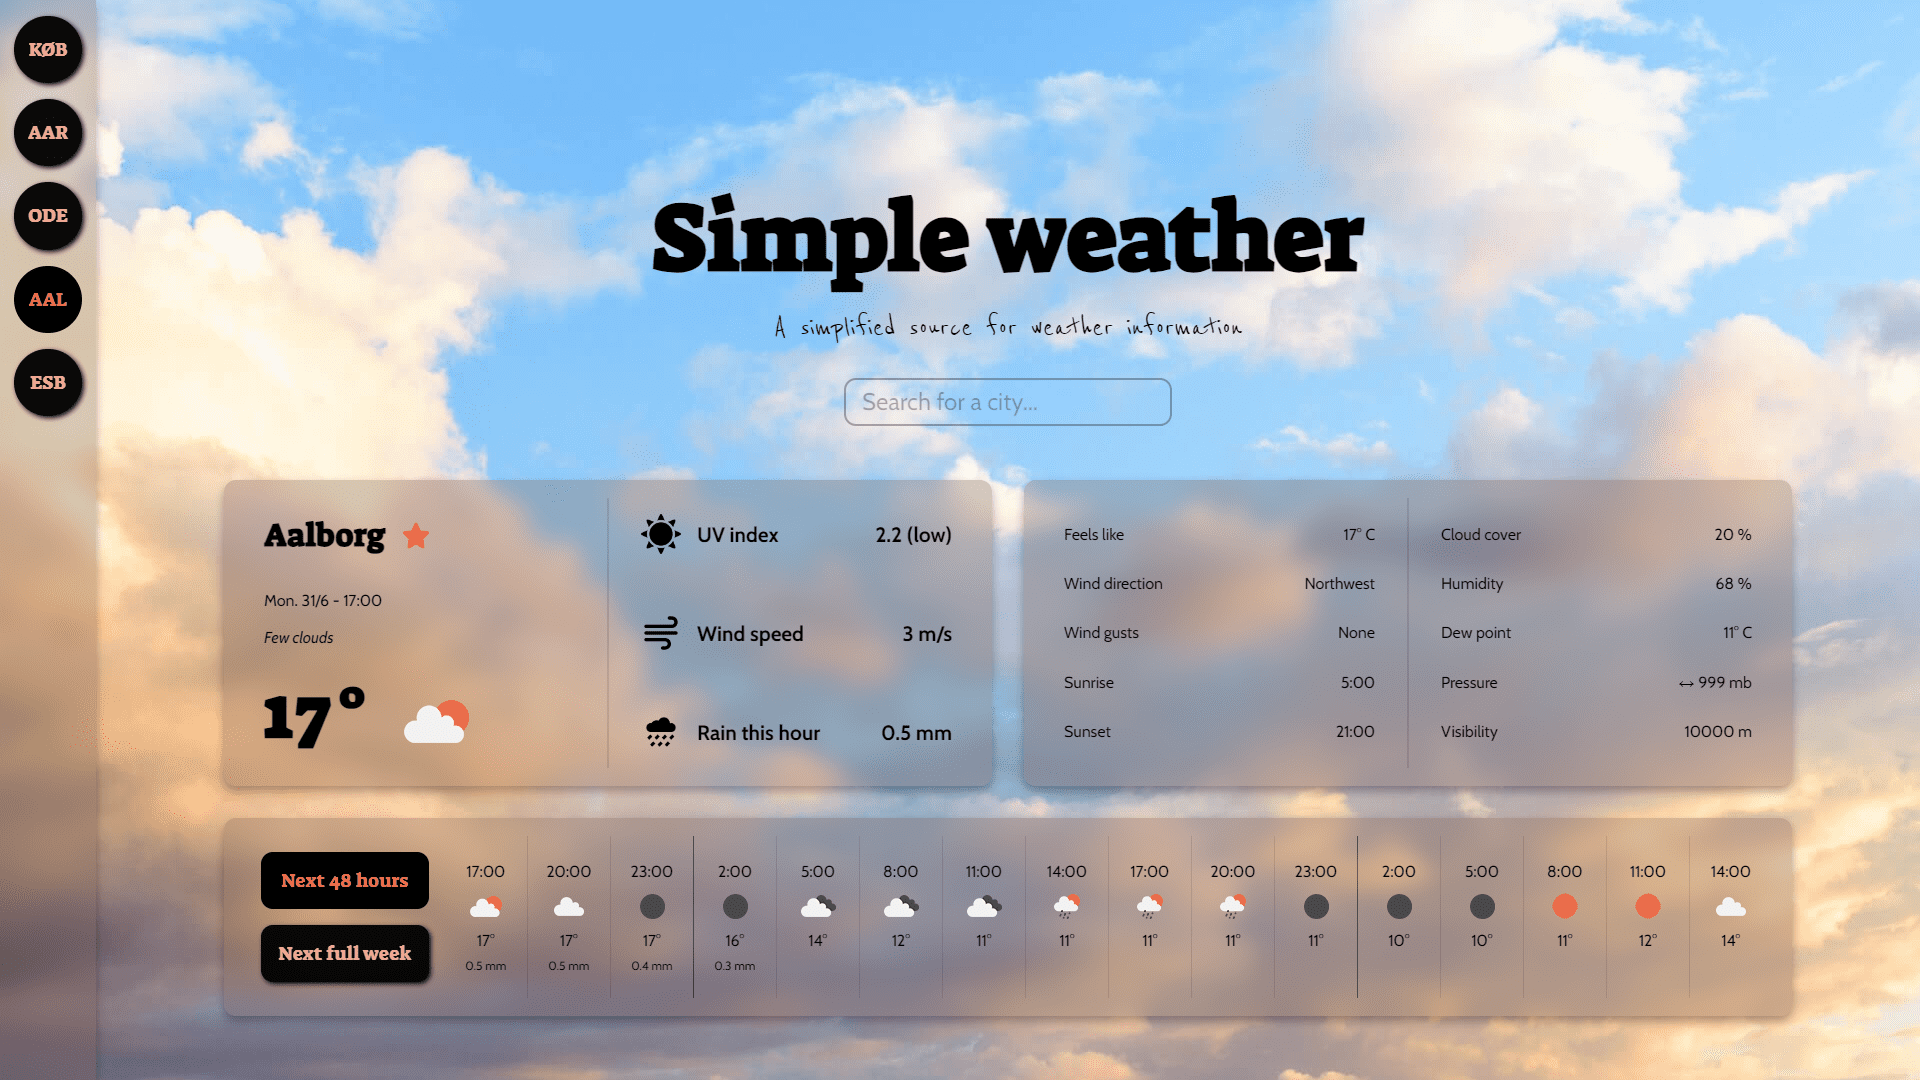 KØB
AAR
ODE
AAL
ESB
Simple weather
A simplified source for weather information
Search for a city...
Aalborg
Mon. 31/6 - 17:00
Few clouds
17°
UV index 2.2 (low)
Wind speed 3 m/s
Rain this hour 0.5 mm
Feels like 17° C
Wind direction Northwest
Wind gusts None
Sunrise 5:00
Sunset 21:00
Cloud cover 20 %
Humidity 68 %
Dew point 11° C
Pressure ↔ 999 mb
Visibility 10000 m
Next 48 hours
Next full week
17:00 20:00 23:00 2:00 5:00 8:00 11:00 14:00 17:00 20:00 23:00 2:00 5:00 8:00 11:00 14:00
17° 17° 17° 16° 14° 12° 11° 11° 11° 11° 11° 10° 10° 11° 12° 14°
0.5 mm 0.5 mm 0.4 mm 0.3 mm